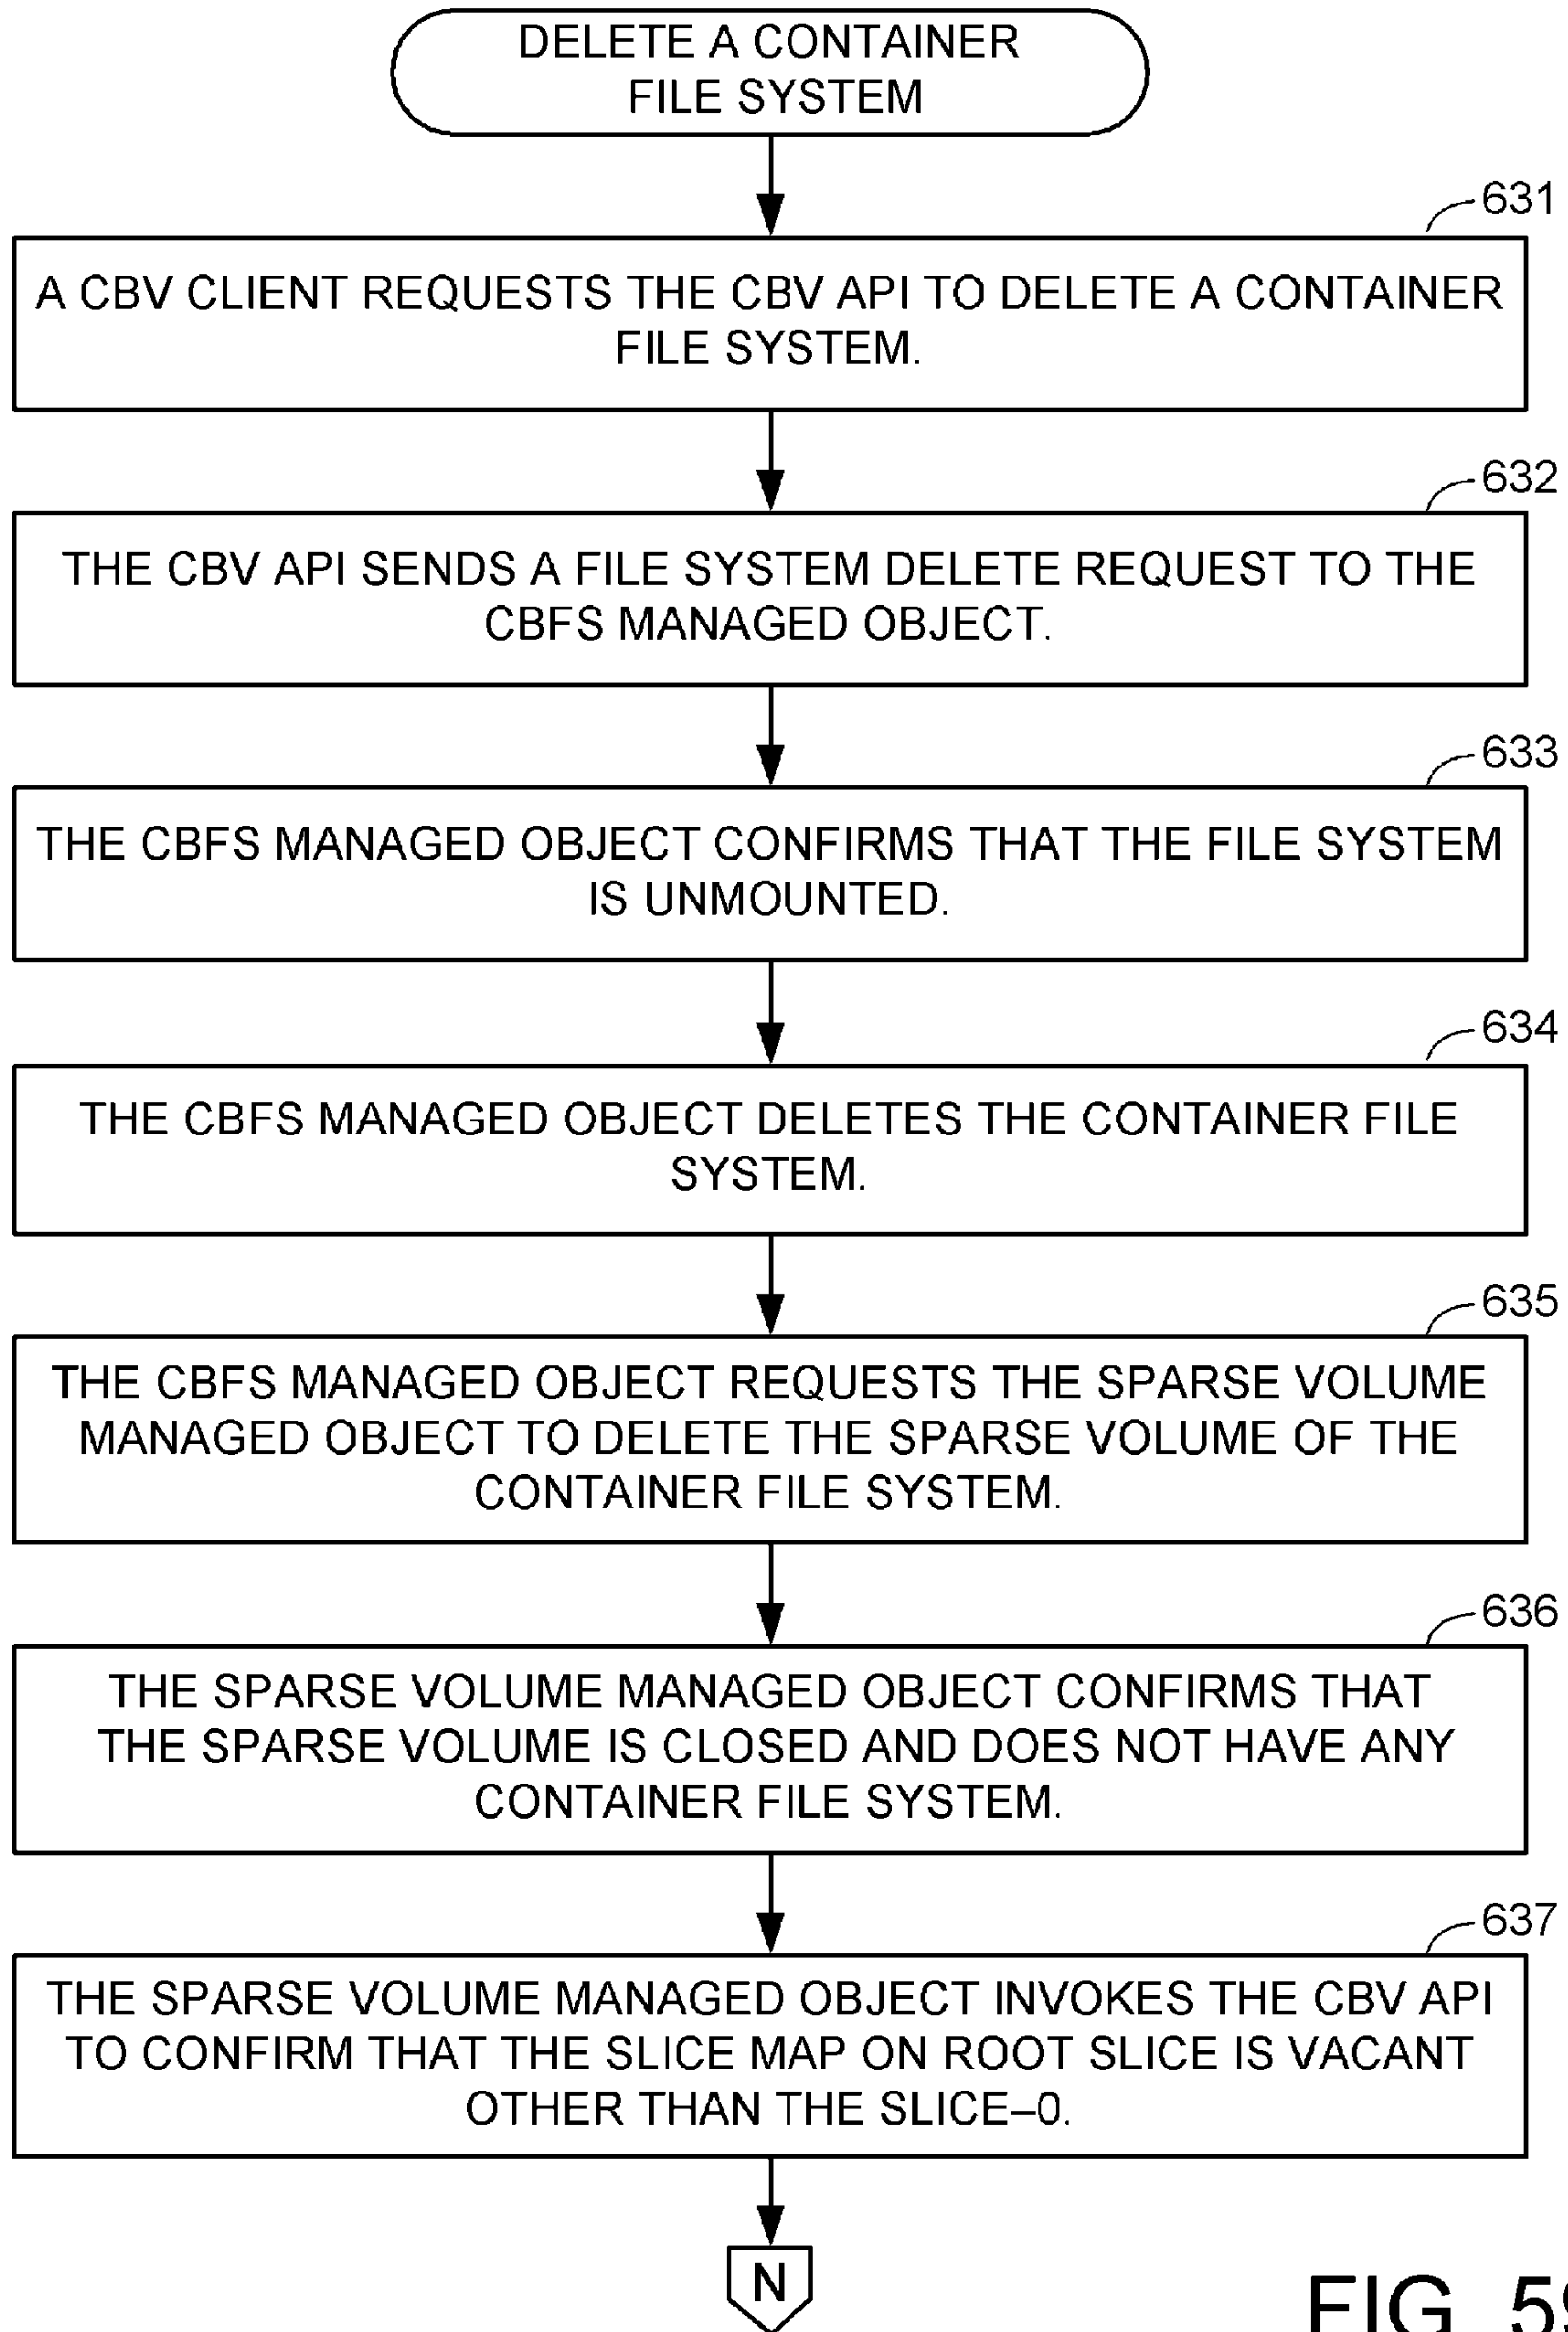 DELETE A CONTAINER
FILE SYSTEM
631
A CBV CLIENT REQUESTS THE CBV API TO DELETE A CONTAINER
FILE SYSTEM.
632
THE CBV API SENDS A FILE SYSTEM DELETE REQUEST TO THE
CBFS MANAGED OBJECT.
633
THE CBFS MANAGED OBJECT CONFIRMS THAT THE FILE SYSTEM
IS UNMOUNTED.
634
THE CBFS MANAGED OBJECT DELETES THE CONTAINER FILE
SYSTEM.
635
THE CBFS MANAGED OBJECT REQUESTS THE SPARSE VOLUME
MANAGED OBJECT TO DELETE THE SPARSE VOLUME OF THE
CONTAINER FILE SYSTEM.
636
THE SPARSE VOLUME MANAGED OBJECT CONFIRMS THAT
THE SPARSE VOLUME IS CLOSED AND DOES NOT HAVE ANY
CONTAINER FILE SYSTEM.
637
THE SPARSE VOLUME MANAGED OBJECT INVOKES THE CBV API
TO CONFIRM THAT THE SLICE MAP ON ROOT SLICE IS VACANT
OTHER THAN THE SLICE–0.
N
FIG. 59